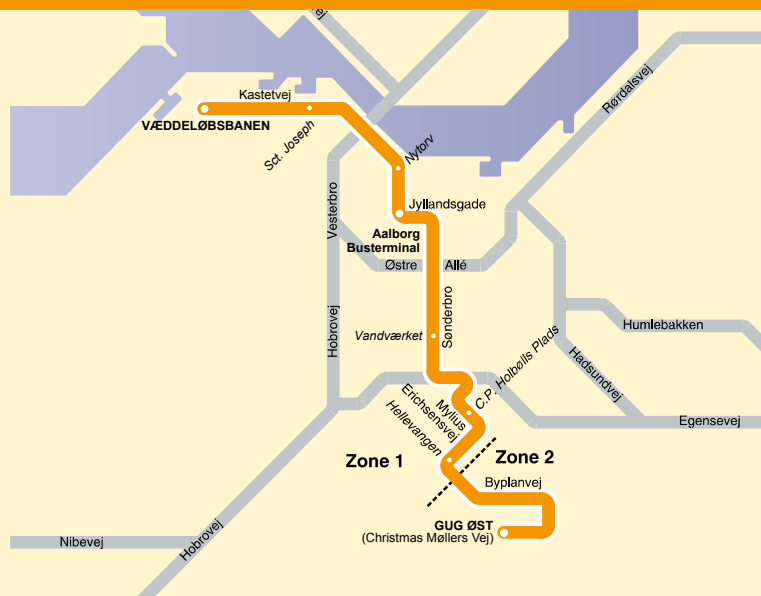 ej
Rørdalsvej
Kastetvej
VÆDDELØBSBANEN
Sct. Joseph
Nytorv
Vesterbro
Jyllandsgade
Aalborg
Busterminal
Østre Allé
Sønderbro
Hobrovej
Vandværket
Humlebakken
C.P. Holbølls Plads
Hadsundvej
Mylius
Erichsensvej
Egensevej
Hellevangen
Zone 1
Zone 2
Byplanvej
GUG ØST
(Christmas Møllers Vej)
Nibevej
Hobrovej